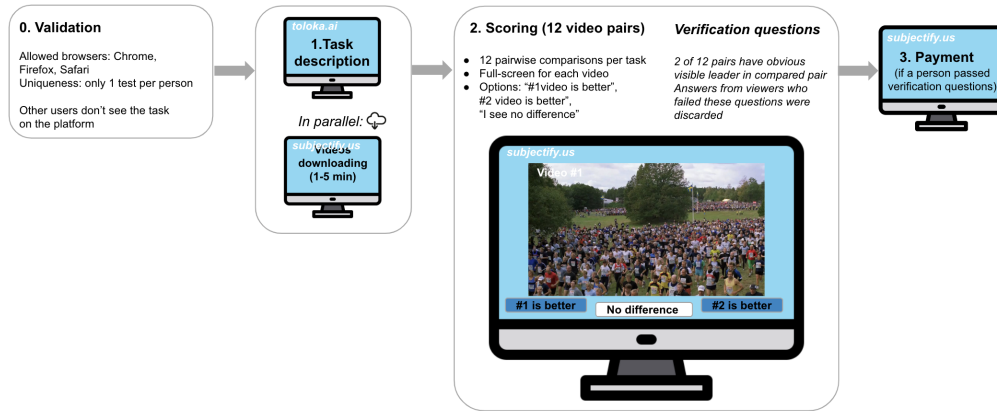 0. Validation
Allowed browsers: Chrome,
Firefox, Safari
Uniqueness: only 1 test per person
Other users don't see the task
on the platform
toloka.ai
1.Task
description
In parallel:
subjectify.us
Videos
downloading
(1-5 min)
2. Scoring (12 video pairs)
● 12 pairwise comparisons per task
● Full-screen for each video
● Options: “#1video is better”,
#2 video is better”,
“I see no difference”
Verification questions
2 of 12 pairs have obvious
visible leader in compared pair
Answers from viewers who
failed these questions were
discarded
subjectify.us
Video #1
#1 is better
No difference
#2 is better
subjectify.us
3. Payment
(if a person passed
verification questions)